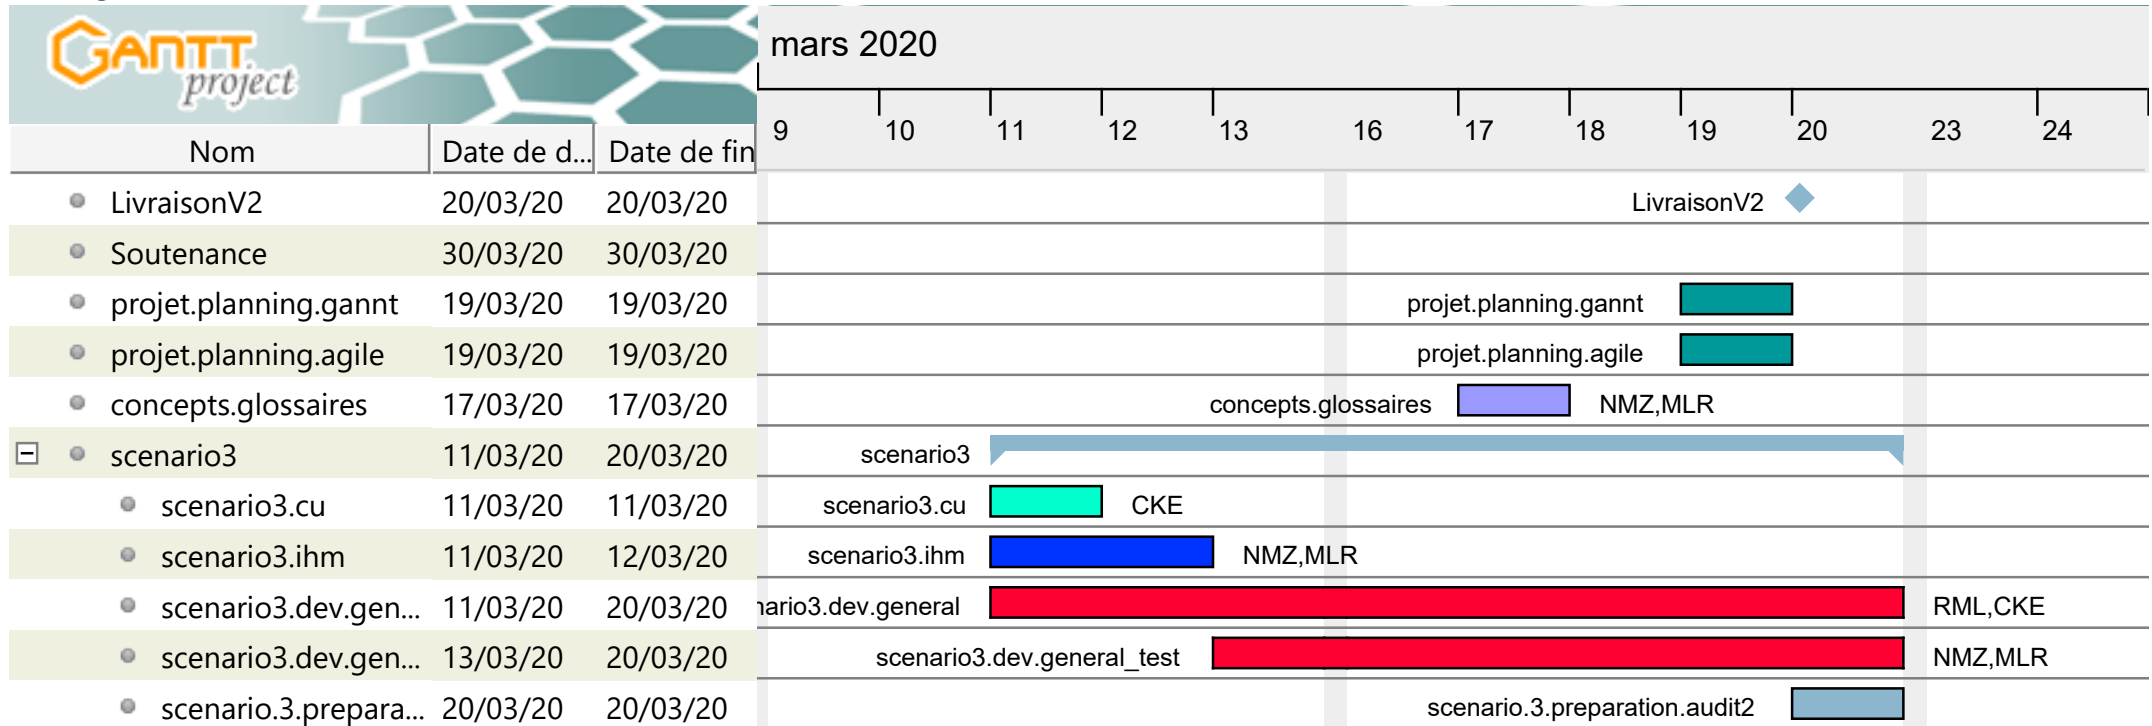 GANTT
project
mars 2020
9 10 11 12 13 16 17 18 19 20 23 24
Nom Date de d... Date de fin
LivraisonV2 20/03/20 20/03/20 LivraisonV2
Soutenance 30/03/20 30/03/20
projet.planning.gannt 19/03/20 19/03/20 projet.planning.gannt
projet.planning.agile 19/03/20 19/03/20 projet.planning.agile
concepts.glossaires 17/03/20 17/03/20 concepts.glossaires NMZ,MLR
scenario3 11/03/20 20/03/20 scenario3
scenario3.cu 11/03/20 11/03/20 scenario3.cu CKE
scenario3.ihm 11/03/20 12/03/20 scenario3.ihm NMZ,MLR
scenario3.dev.gen... 11/03/20 20/03/20 nario3.dev.general RML,CKE
scenario3.dev.gen... 13/03/20 20/03/20 scenario3.dev.general_test NMZ,MLR
scenario.3.prepara... 20/03/20 20/03/20 scenario.3.preparation.audit2